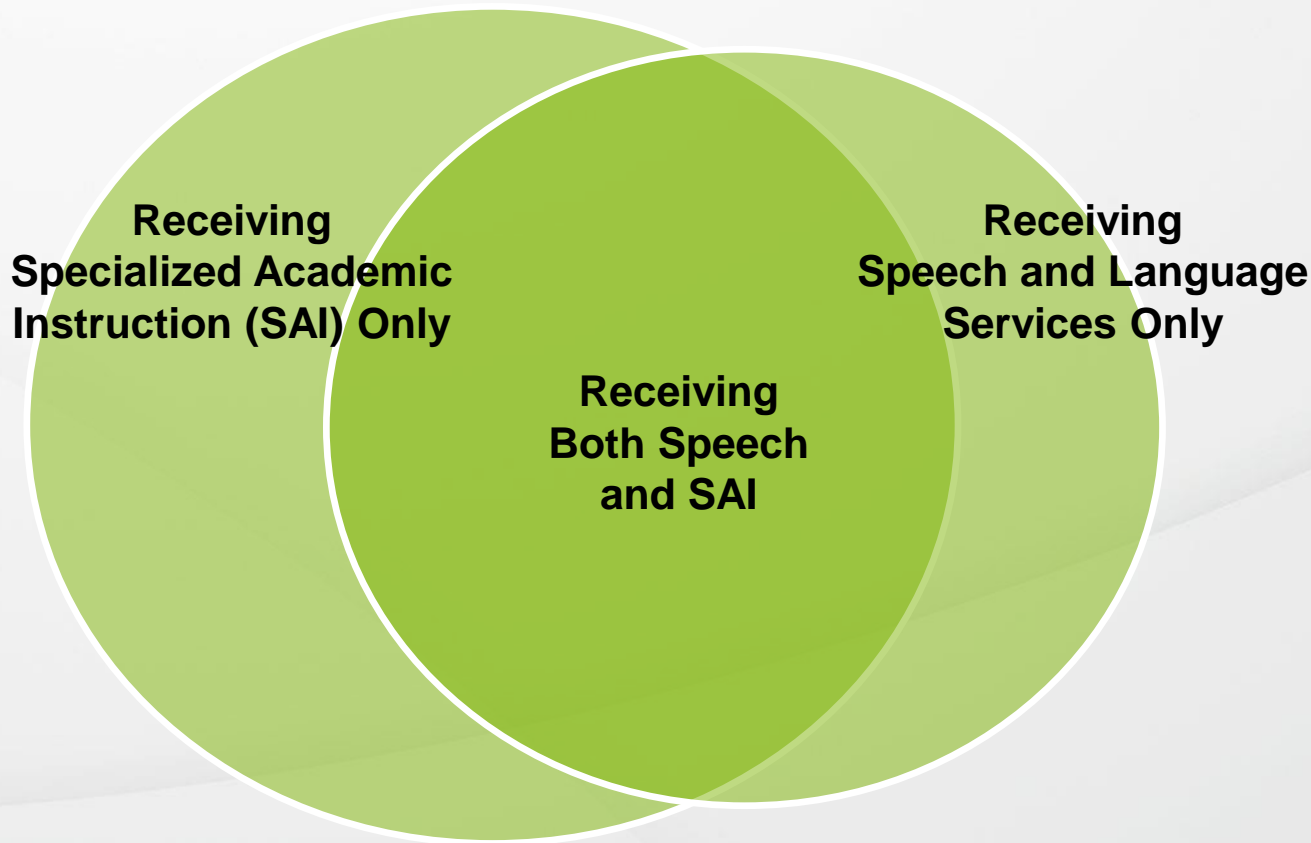 Receiving
Specialized Academic
Instruction (SAI) Only
Receiving
Both Speech
and SAI
Receiving
Speech and Language
Services Only